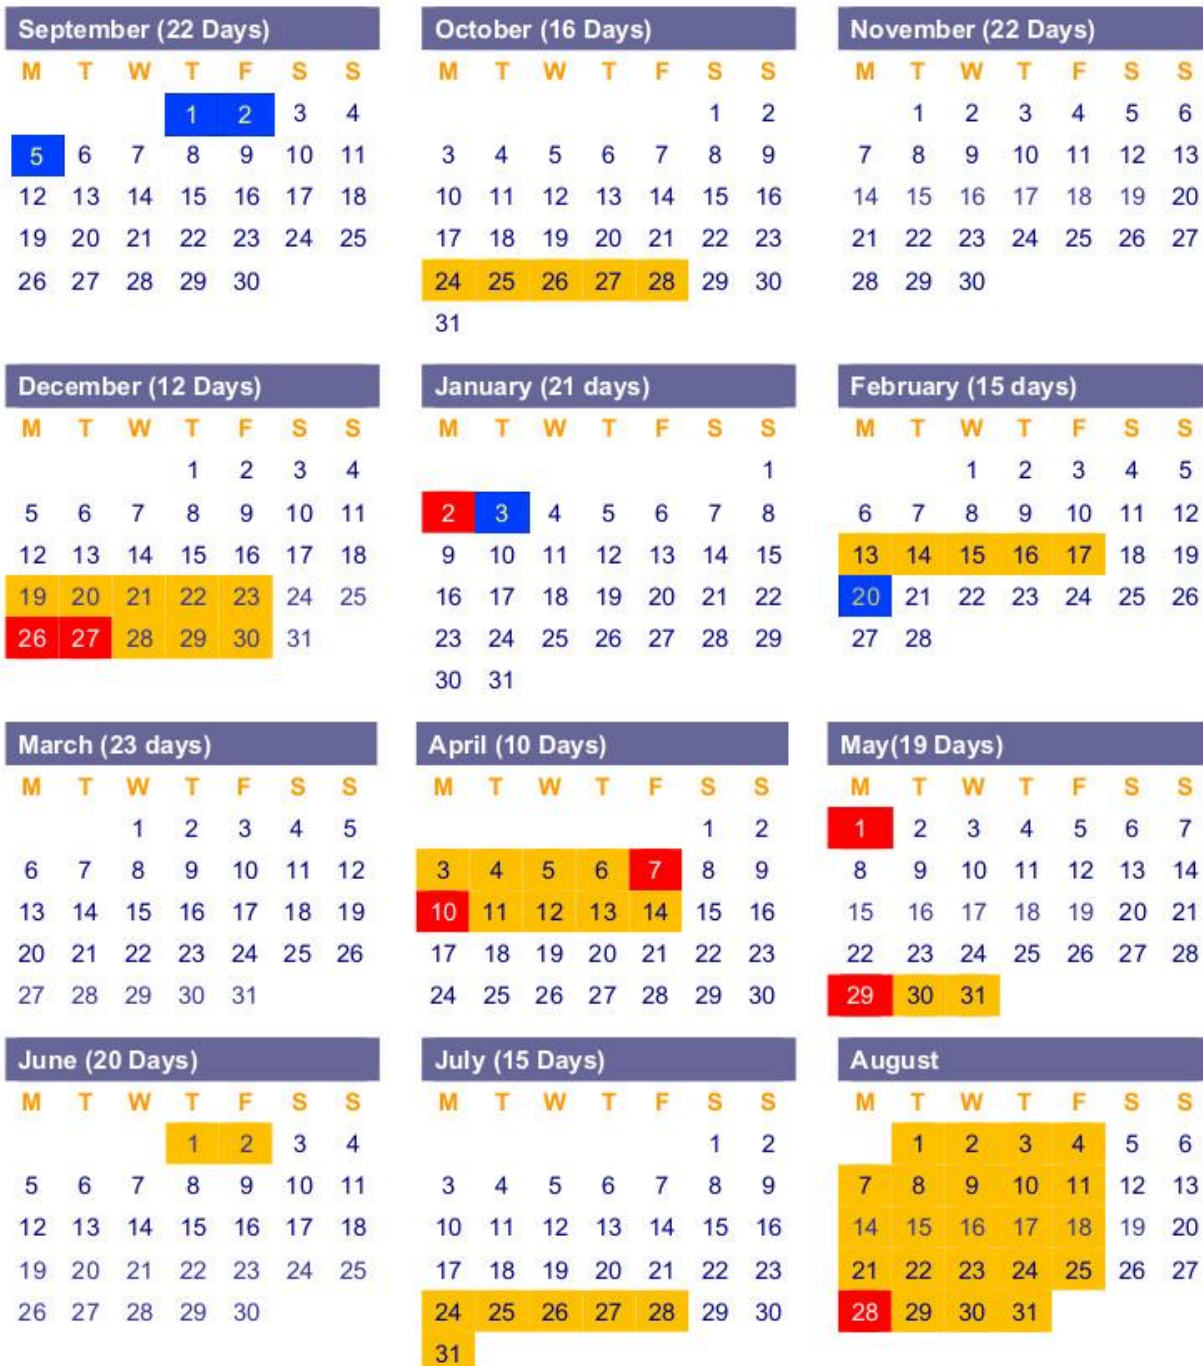 September (22 Days)
M T W T F S S
1 2 3 4
5 6 7 8 9 10 11
12 13 14 15 16 17 18
19 20 21 22 23 24 25
26 27 28 29 30
October (16 Days)
M T W T F S S
1 2
3 4 5 6 7 8 9
10 11 12 13 14 15 16
17 18 19 20 21 22 23
24 25 26 27 28 29 30
31
November (22 Days)
M T W T F S S
1 2 3 4 5 6
7 8 9 10 11 12 13
14 15 16 17 18 19 20
21 22 23 24 25 26 27
28 29 30
December (12 Days)
M T W T F S S
1 2 3 4
5 6 7 8 9 10 11
12 13 14 15 16 17 18
19 20 21 22 23 24 25
26 27 28 29 30 31
January (21 days)
M T W T F S S
1
2 3 4 5 6 7 8
9 10 11 12 13 14 15
16 17 18 19 20 21 22
23 24 25 26 27 28 29
30 31
February (15 days)
M T W T F S S
1 2 3 4 5
6 7 8 9 10 11 12
13 14 15 16 17 18 19
20 21 22 23 24 25 26
27 28
March (23 days)
M T W T F S S
1 2 3 4 5
6 7 8 9 10 11 12
13 14 15 16 17 18 19
20 21 22 23 24 25 26
27 28 29 30 31
April (10 Days)
M T W T F S S
1 2
3 4 5 6 7 8 9
10 11 12 13 14 15 16
17 18 19 20 21 22 23
24 25 26 27 28 29 30
May(19 Days)
M T W T F S S
1 2 3 4 5 6 7
8 9 10 11 12 13 14
15 16 17 18 19 20 21
22 23 24 25 26 27 28
29 30 31
June (20 Days)
M T W T F S S
1 2 3 4
5 6 7 8 9 10 11
12 13 14 15 16 17 18
19 20 21 22 23 24 25
26 27 28 29 30
July (15 Days)
M T W T F S S
1 2
3 4 5 6 7 8 9
10 11 12 13 14 15 16
17 18 19 20 21 22 23
24 25 26 27 28 29 30
31
August
M T W T F S S
1 2 3 4 5 6
7 8 9 10 11 12 13
14 15 16 17 18 19 20
21 22 23 24 25 26 27
28 29 30 31